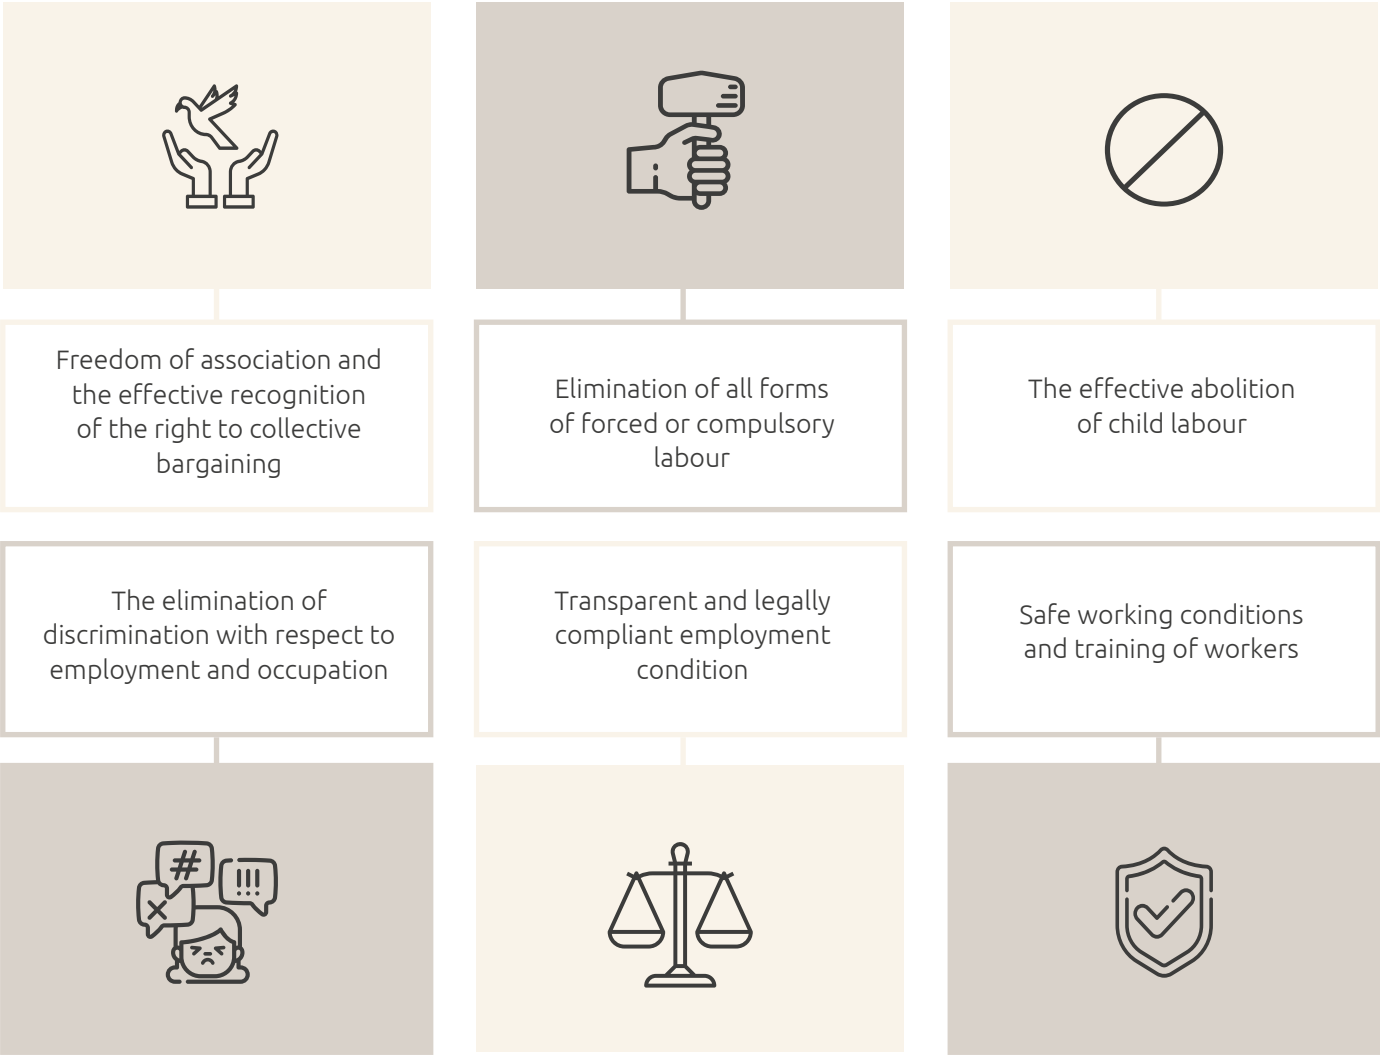 Freedom of association and
the effective recognition
of the right to collective
bargaining
Elimination of all forms
of forced or compulsory
labour
The effective abolition
of child labour
The elimination of
discrimination with respect to
employment and occupation
Transparent and legally
compliant employment
condition
Safe working conditions
and training of workers
#
!!!